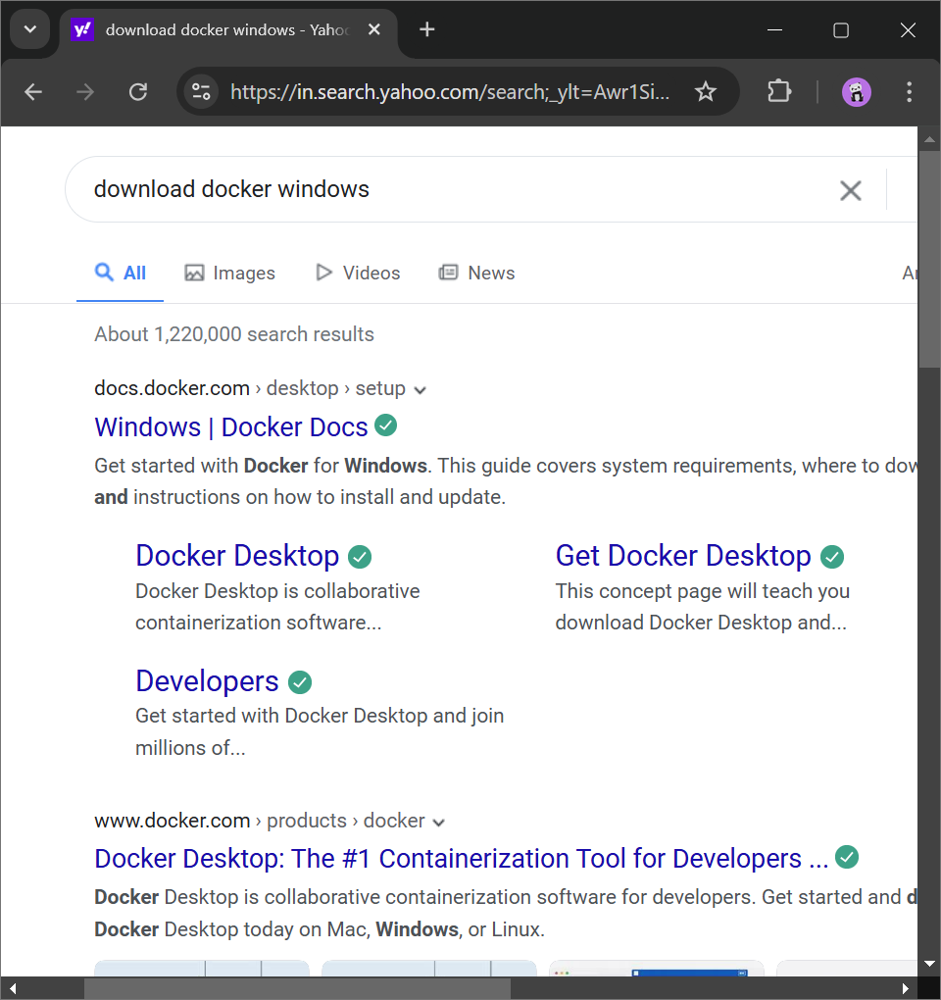 download docker windows - Yahoo
https://in.search.yahoo.com/search;_ylt=Awr1Si...
download docker windows
All Images Videos News
About 1,220,000 search results
docs.docker.com › desktop › setup
Windows | Docker Docs
Get started with Docker for Windows. This guide covers system requirements, where to dow
and instructions on how to install and update.
Docker Desktop
Docker Desktop is collaborative
containerization software...
Get Docker Desktop
This concept page will teach you
download Docker Desktop and...
Developers
Get started with Docker Desktop and join
millions of...
www.docker.com › products › docker
Docker Desktop: The #1 Containerization Tool for Developers ...
Docker Desktop is collaborative containerization software for developers. Get started and d
Docker Desktop today on Mac, Windows, or Linux.